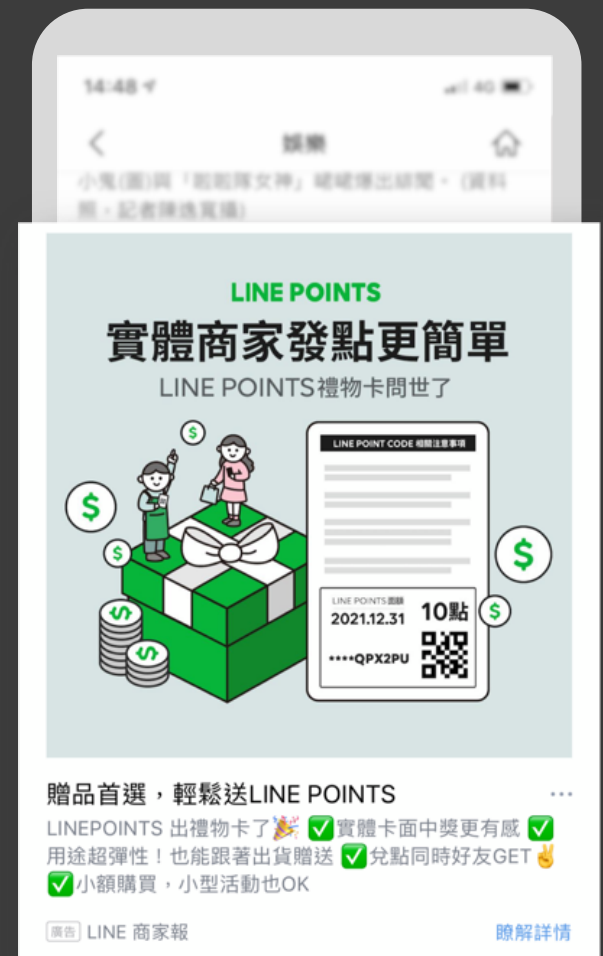 14:48
4G
娛樂
小鬼(圖)與「啦啦隊女神」峮峮爆出緋聞。 (資料
照，記者陳逸寬攝)
LINE POINTS
實體商家發點更簡單
LINE POINTS禮物卡問世了
LINE POINT CODE 相關注意事項
LINE POINTS面額
10點
2021.12.31
****QPX2PU
贈品首選，輕鬆送LINE POINTS
LINEPOINTS 出禮物卡了🎉 ✅實體卡面中獎更有感 ✅
用途超彈性！也能跟著出貨贈送 ✅兌點同時好友GET✌
✅小額購買，小型活動也OK
廣告 LINE 商家報
瞭解詳情